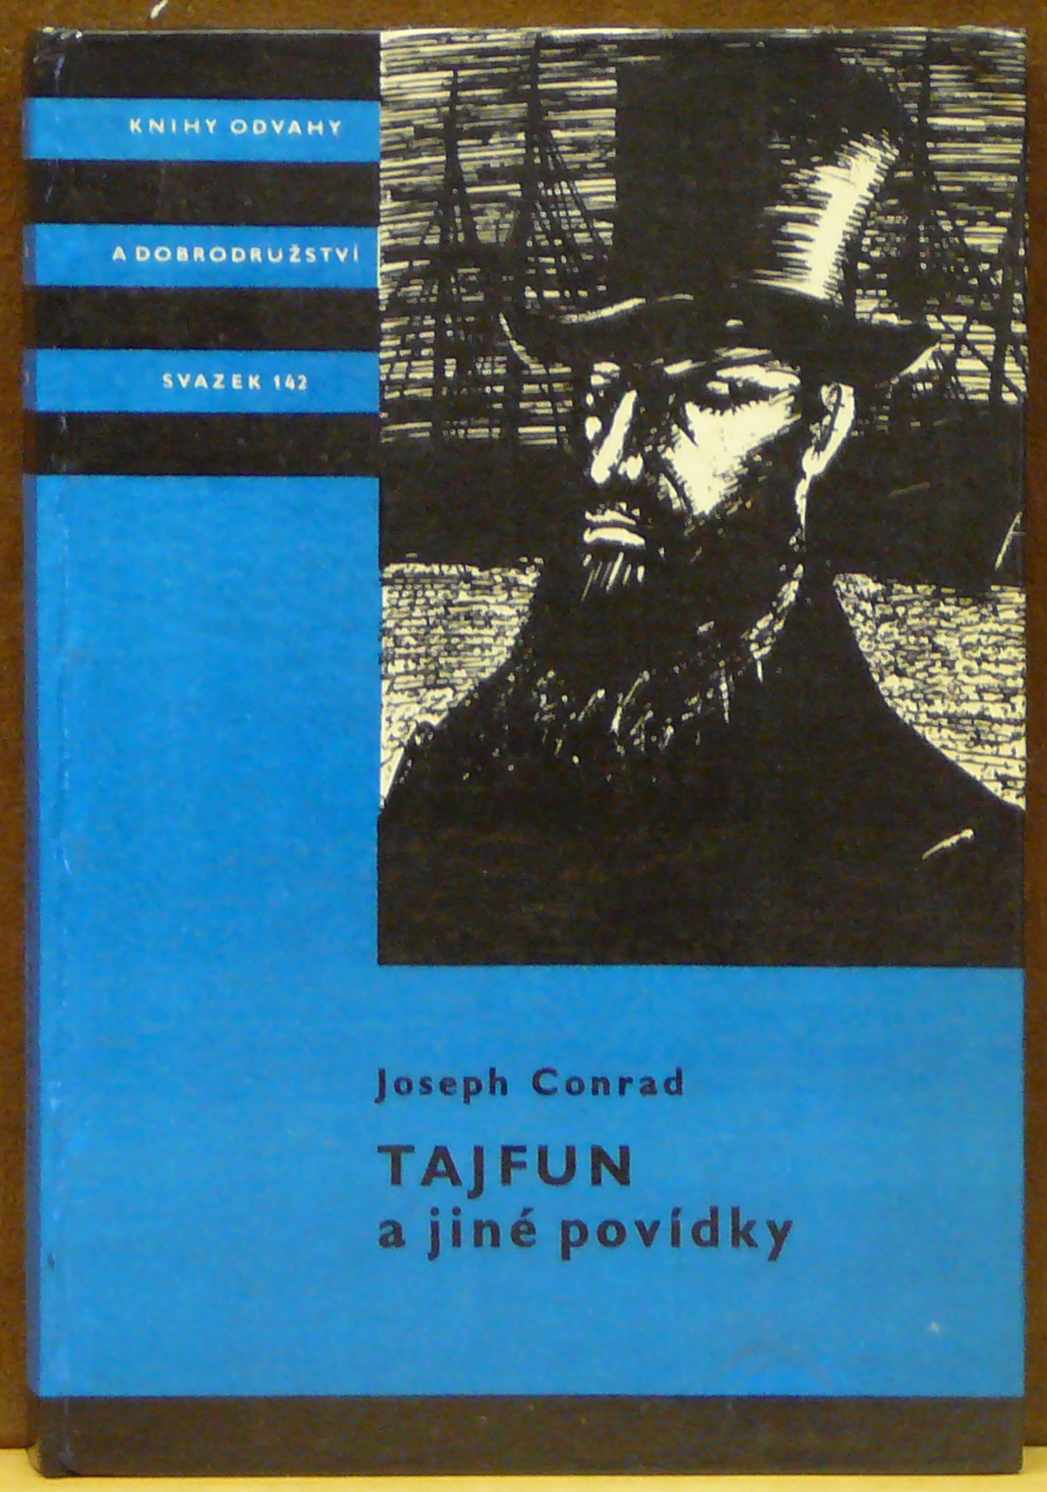 KNIHY ODVAHY
A DOBRODRUŽSTVÍ
SVAZEK 142
Joseph Conrad
TAJFUN
a jiné povídky